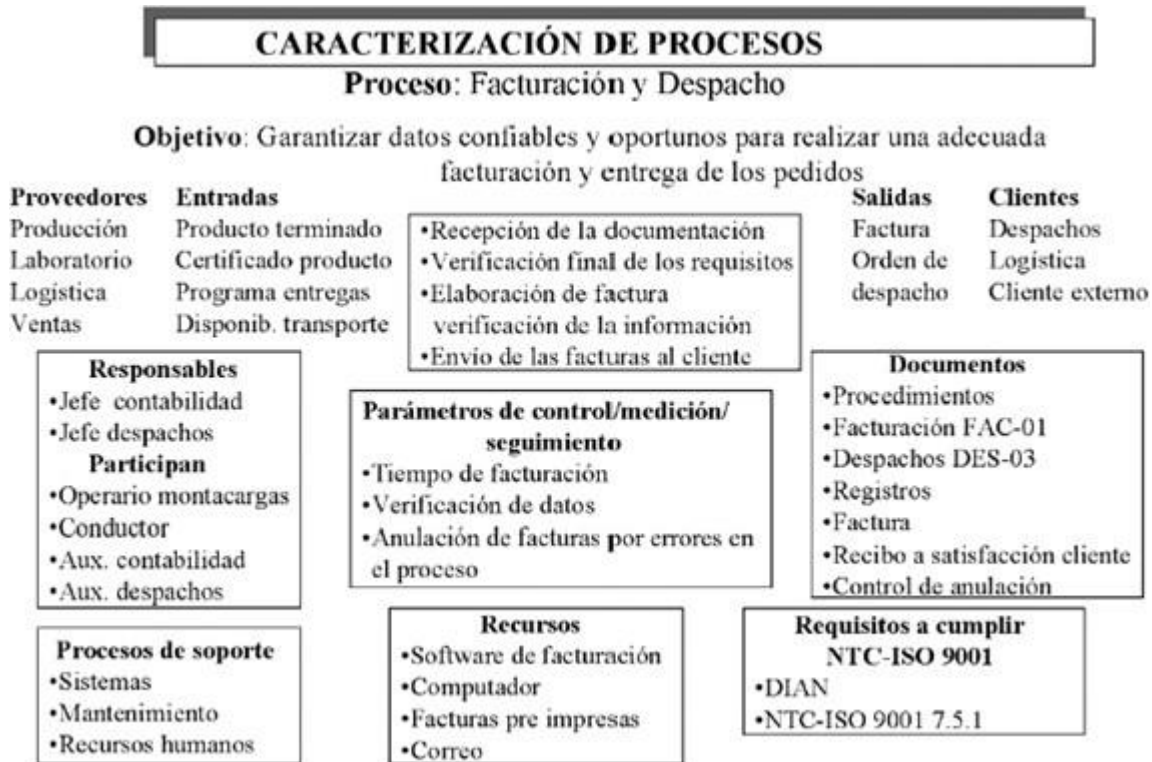 CARACTERIZACIÓN DE PROCESOS
Proceso: Facturación y Despacho
Objetivo: Garantizar datos confiables y oportunos para realizar una adecuada
facturación y entrega de los pedidos
Proveedores Entradas
Producción Producto terminado
Laboratorio Certificado producto
Logística Programa entregas
Ventas Disponib. transporte
•Recepción de la documentación
•Verificación final de los requisitos
•Elaboración de factura
verificación de la información
•Envío de las facturas al cliente
Salidas Clientes
Factura Despachos
Orden de Logística
despacho Cliente externo
Responsables
•Jefe contabilidad
•Jefe despachos
Participan
•Operario montacargas
•Conductor
•Aux. contabilidad
•Aux. despachos
Parámetros de control/medición/
seguimiento
•Tiempo de facturación
•Verificación de datos
•Anulación de facturas por errores en
el proceso
Documentos
•Procedimientos
•Facturación FAC-01
•Despachos DES-03
•Registros
•Factura
•Recibo a satisfacción cliente
•Control de anulación
Procesos de soporte
•Sistemas
•Mantenimiento
•Recursos humanos
Recursos
•Software de facturación
•Computador
•Facturas pre impresas
•Correo
Requisitos a cumplir
NTC-ISO 9001
•DIAN
•NTC-ISO 9001 7.5.1